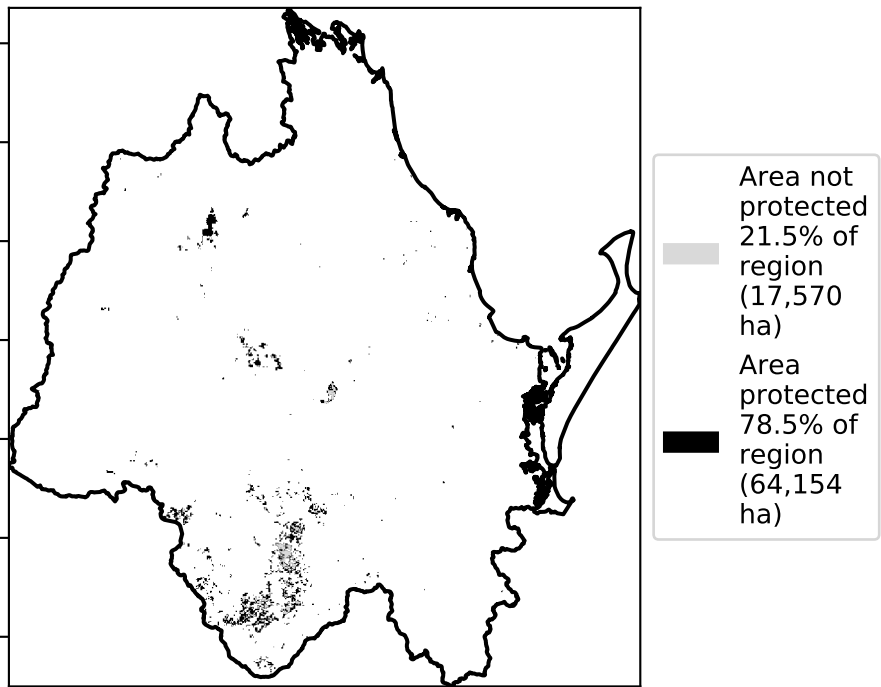 Area not
protected
21.5% of
region
(17,570
ha)
Area
protected
78.5% of
region
(64,154
ha)